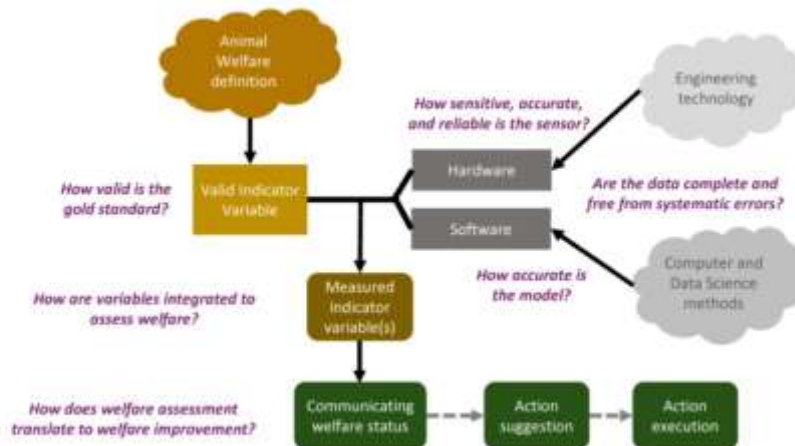 Animal
Welfare
definition
Engineering
technology
How sensitive, accurate,
and reliable is the sensor?
How valid is the
gold standard?
Valid Indicator
Variable
Hardware
Are the data complete and
free from systematic errors?
Software
How accurate is
the model?
Computer and
Data Science
methods
How are variables integrated to
assess welfare?
Measured
indicator
variable(s)
How does welfare assessment
translate to welfare improvement?
Communicating
welfare status
Action
suggestion
Action
execution